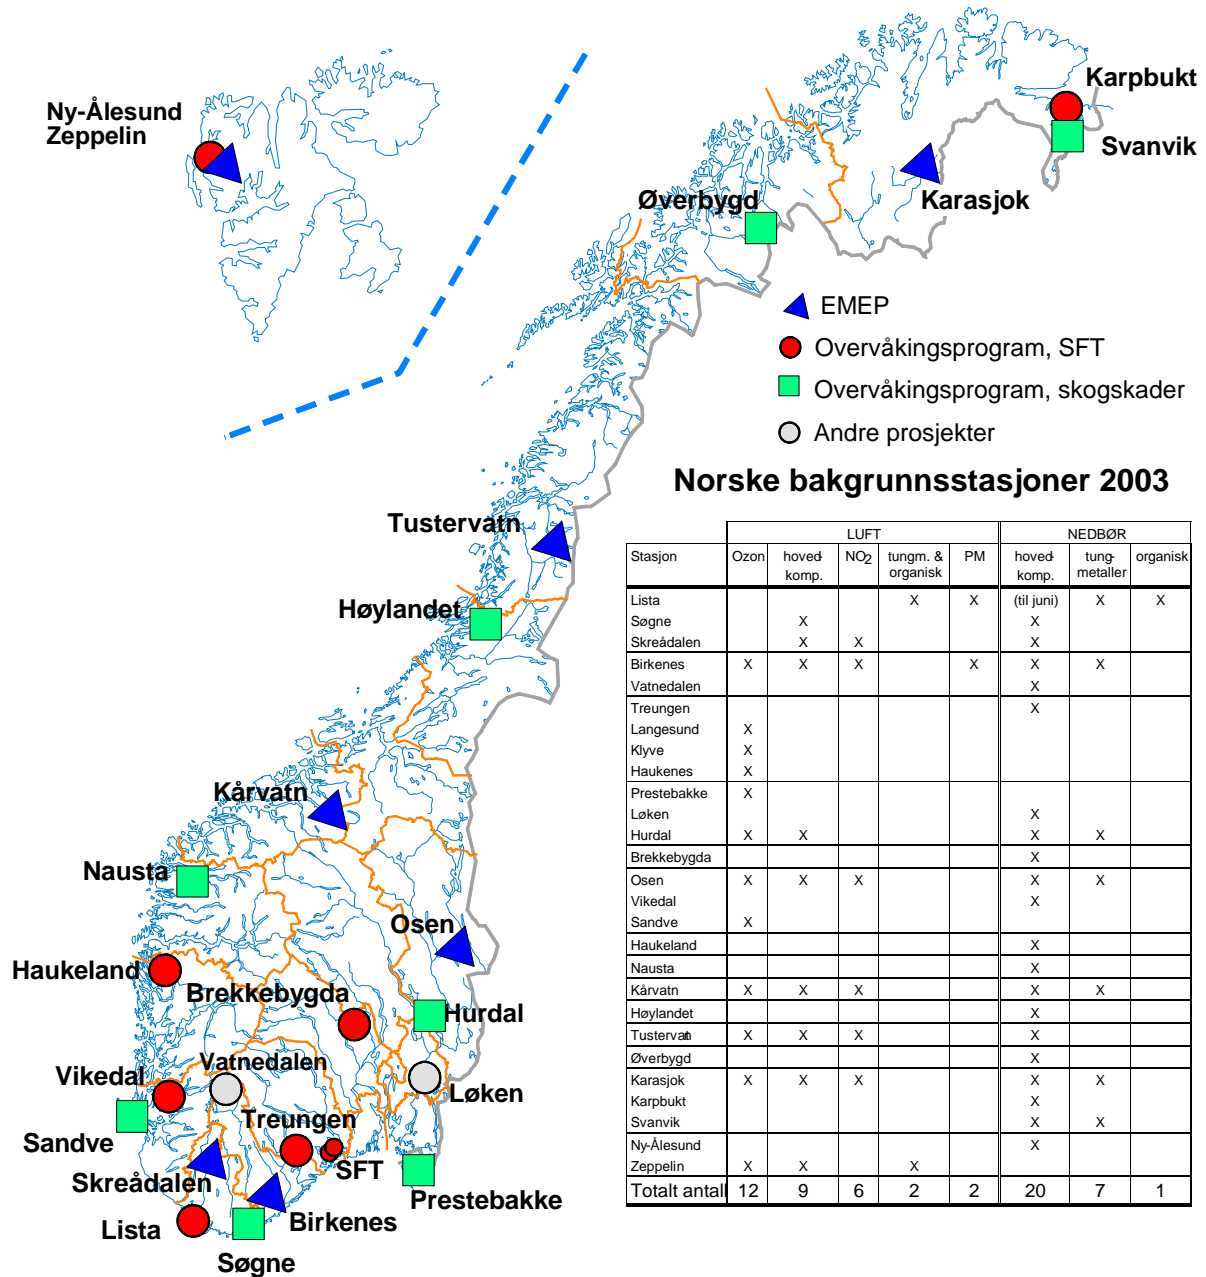 Ny-Ålesund
Zeppelin
Karpbukt
Svanvik
Karasjok
Øverbygd
EMEP
Overvåkingsprogram, SFT
Overvåkingsprogram, skogskader
Andre prosjekter
Norske bakgrunnsstasjoner 2003
Tustervatn
Høylandet
Kårvatn
Nausta
Osen
Haukeland
Brekkebygda
Hurdal
Vatnedalen
Vikedal
Løken
Treungen
Sandve
SFT
Skreådalen
Prestebakke
Lista
Birkenes
Søgne
LUFT NEDBØR
Stasjon Ozon hoved- NO2 tungm. & PM hoved- tung- organisk
komp. organisk komp. metaller
Lista X X (til juni) X X
Søgne X X
Skreådalen X X X
Birkenes X X X X X X
Vatnedalen X
Treungen X
Langesund X
Klyve X
Haukenes X
Prestebakke X
Løken X
Hurdal X X X X
Brekkebygda X
Osen X X X X X
Vikedal X
Sandve X
Haukeland X
Nausta X
Kårvatn X X X X X
Høylandet X
Tustervatn X X X X
Øverbygd X
Karasjok X X X X X
Karpbukt X
Svanvik X X
Ny-Ålesund X
Zeppelin X X X
Totalt antall 12 9 6 2 2 20 7 1